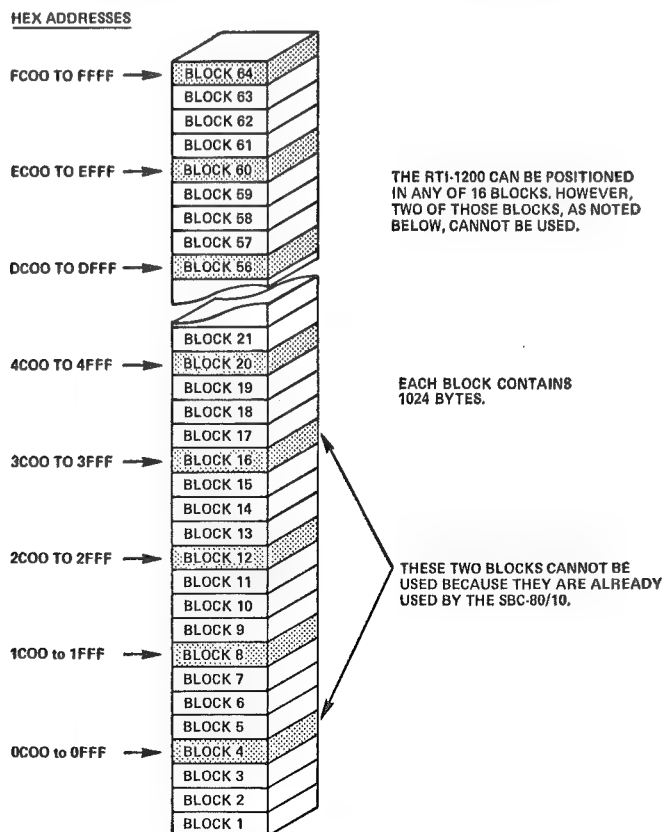 HEX ADDRESSES
FC00 TO FFFF
BLOCK 64
BLOCK 63
BLOCK 62
BLOCK 61
EC00 TO EFFF
BLOCK 60
BLOCK 59
BLOCK 58
BLOCK 57
DC00 TO DFFF
BLOCK 56
THE RTI-1200 CAN BE POSITIONED
IN ANY OF 16 BLOCKS. HOWEVER,
TWO OF THOSE BLOCKS, AS NOTED
BELOW, CANNOT BE USED.
BLOCK 21
4C00 TO 4FFF
BLOCK 20
BLOCK 19
BLOCK 18
BLOCK 17
EACH BLOCK CONTAINS
1024 BYTES.
3C00 TO 3FFF
BLOCK 16
BLOCK 15
BLOCK 14
BLOCK 13
2C00 TO 2FFF
BLOCK 12
BLOCK 11
BLOCK 10
BLOCK 9
THESE TWO BLOCKS CANNOT BE
USED BECAUSE THEY ARE ALREADY
USED BY THE SBC-80/10.
1C00 to 1FFF
BLOCK 8
BLOCK 7
BLOCK 6
BLOCK 5
0C00 to 0FFF
BLOCK 4
BLOCK 3
BLOCK 2
BLOCK 1